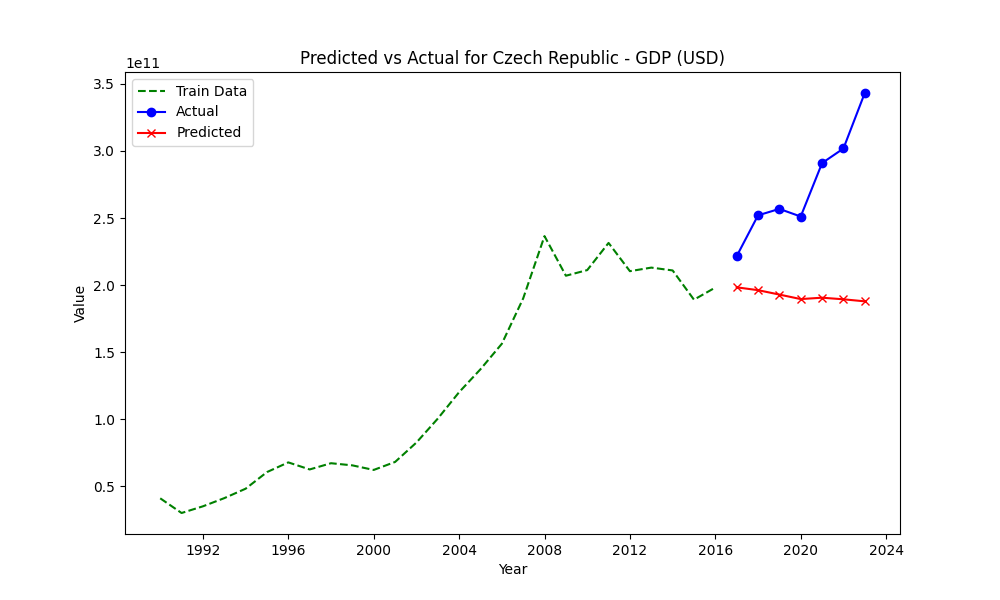 Predicted vs Actual for Czech Republic - GDP (USD)
1e11
3.5
3.0
2.5
2.0
1.5
1.0
0.5
Value
Train Data
Actual
Predicted
1992 1996 2000 2004 2008 2012 2016 2020 2024
Year